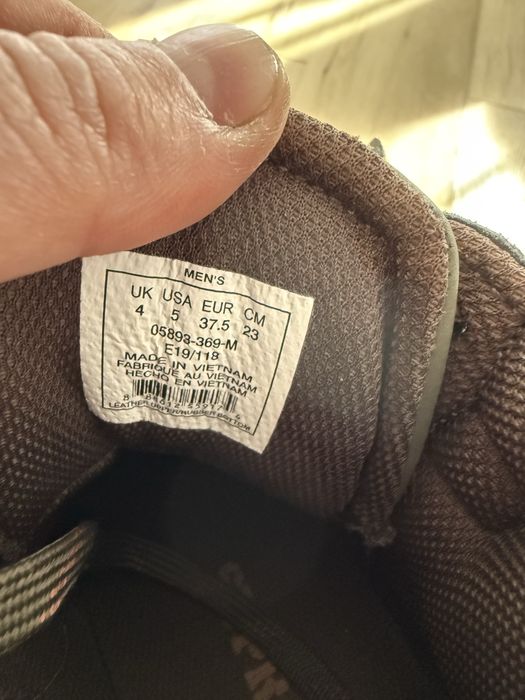 MEN'S
UK USA EUR CM
4 5 37.5 23
05893-369-M
E19/118
MADE IN VIETNAM
FABRIQUE AU VIETNAM
HECHO EN VIETNAM
LEATHER UPPER/RUBBER BOTTOM